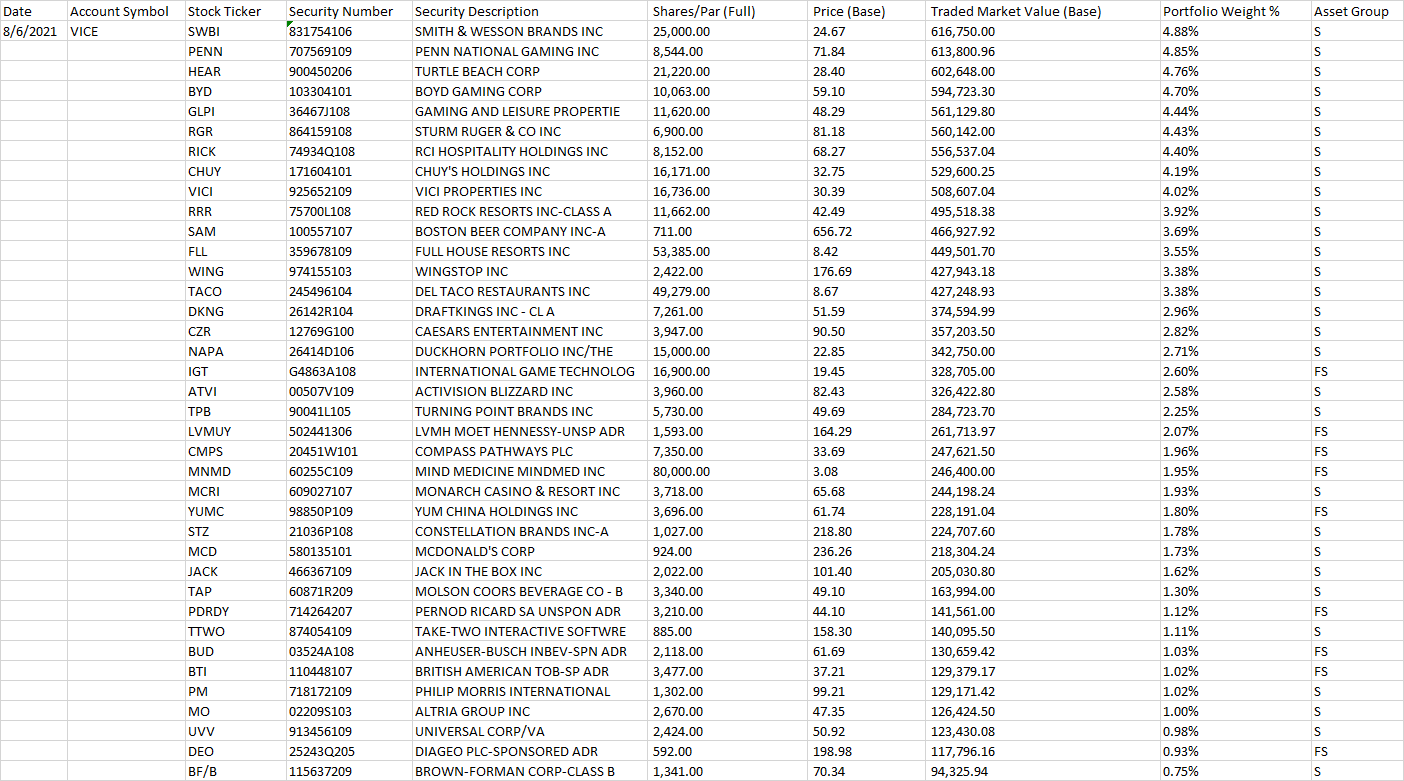 Date Account Symbol Stock Ticker Security Number Security Description Shares/Par (Full) Price (Base) Traded Market Value (Base) Portfolio Weight % Asset Group
8/6/2021 VICE SWBI 831754106 SMITH & WESSON BRANDS INC 25,000.00 24.67 616,750.00 4.88% S
PENN 707569109 PENN NATIONAL GAMING INC 8,544.00 71.84 613,800.96 4.85% S
HEAR 900450206 TURTLE BEACH CORP 21,220.00 28.40 602,648.00 4.76% S
BYD 103304101 BOYD GAMING CORP 10,063.00 59.10 594,723.30 4.70% S
GLPI 36467J108 GAMING AND LEISURE PROPERTIE 11,620.00 48.29 561,129.80 4.44% S
RGR 864159108 STURM RUGER & CO INC 6,900.00 81.18 560,142.00 4.43% S
RICK 74934Q108 RCI HOSPITALITY HOLDINGS INC 8,152.00 68.27 556,537.04 4.40% S
CHUY 171604101 CHUY'S HOLDINGS INC 16,171.00 32.75 529,600.25 4.19% S
VICI 925652109 VICI PROPERTIES INC 16,736.00 30.39 508,607.04 4.02% S
RRR 75700L108 RED ROCK RESORTS INC-CLASS A 11,662.00 42.49 495,518.38 3.92% S
SAM 100557107 BOSTON BEER COMPANY INC-A 711.00 656.72 466,927.92 3.69% S
FLL 359678109 FULL HOUSE RESORTS INC 53,385.00 8.42 449,501.70 3.55% S
WING 974155103 WINGSTOP INC 2,422.00 176.69 427,943.18 3.38% S
TACO 245496104 DEL TACO RESTAURANTS INC 49,279.00 8.67 427,248.93 3.38% S
DKNG 26142R104 DRAFTKINGS INC - CL A 7,261.00 51.59 374,594.99 2.96% S
CZR 12769G100 CAESARS ENTERTAINMENT INC 3,947.00 90.50 357,203.50 2.82% S
NAPA 26414D106 DUCKHORN PORTFOLIO INC/THE 15,000.00 22.85 342,750.00 2.71% S
IGT G4863A108 INTERNATIONAL GAME TECHNOLOG 16,900.00 19.45 328,705.00 2.60% FS
ATVI 00507V109 ACTIVISION BLIZZARD INC 3,960.00 82.43 326,422.80 2.58% S
TPB 90041L105 TURNING POINT BRANDS INC 5,730.00 49.69 284,723.70 2.25% S
LVMUY 502441306 LVMH MOET HENNESSY-UNSP ADR 1,593.00 164.29 261,713.97 2.07% FS
CMPS 20451W101 COMPASS PATHWAYS PLC 7,350.00 33.69 247,621.50 1.96% FS
MNMD 60255C109 MIND MEDICINE MINDMED INC 80,000.00 3.08 246,400.00 1.95% FS
MCRI 609027107 MONARCH CASINO & RESORT INC 3,718.00 65.68 244,198.24 1.93% S
YUMC 98850P109 YUM CHINA HOLDINGS INC 3,696.00 61.74 228,191.04 1.80% FS
STZ 21036P108 CONSTELLATION BRANDS INC-A 1,027.00 218.80 224,707.60 1.78% S
MCD 580135101 MCDONALD'S CORP 924.00 236.26 218,304.24 1.73% S
JACK 466367109 JACK IN THE BOX INC 2,022.00 101.40 205,030.80 1.62% S
TAP 60871R209 MOLSON COORS BEVERAGE CO - B 3,340.00 49.10 163,994.00 1.30% S
PDRDY 714264207 PERNOD RICARD SA UNSPON ADR 3,210.00 44.10 141,561.00 1.12% FS
TTWO 874054109 TAKE-TWO INTERACTIVE SOFTWRE 885.00 158.30 140,095.50 1.11% S
BUD 03524A108 ANHEUSER-BUSCH INBEV-SPN ADR 2,118.00 61.69 130,659.42 1.03% FS
BTI 110448107 BRITISH AMERICAN TOB-SP ADR 3,477.00 37.21 129,379.17 1.02% FS
PM 718172109 PHILIP MORRIS INTERNATIONAL 1,302.00 99.21 129,171.42 1.02% S
MO 02209S103 ALTRIA GROUP INC 2,670.00 47.35 126,424.50 1.00% S
UVV 913456109 UNIVERSAL CORP/VA 2,424.00 50.92 123,430.08 0.98% S
DEO 25243Q205 DIAGEO PLC-SPONSORED ADR 592.00 198.98 117,796.16 0.93% FS
BF/B 115637209 BROWN-FORMAN CORP-CLASS B 1,341.00 70.34 94,325.94 0.75% S